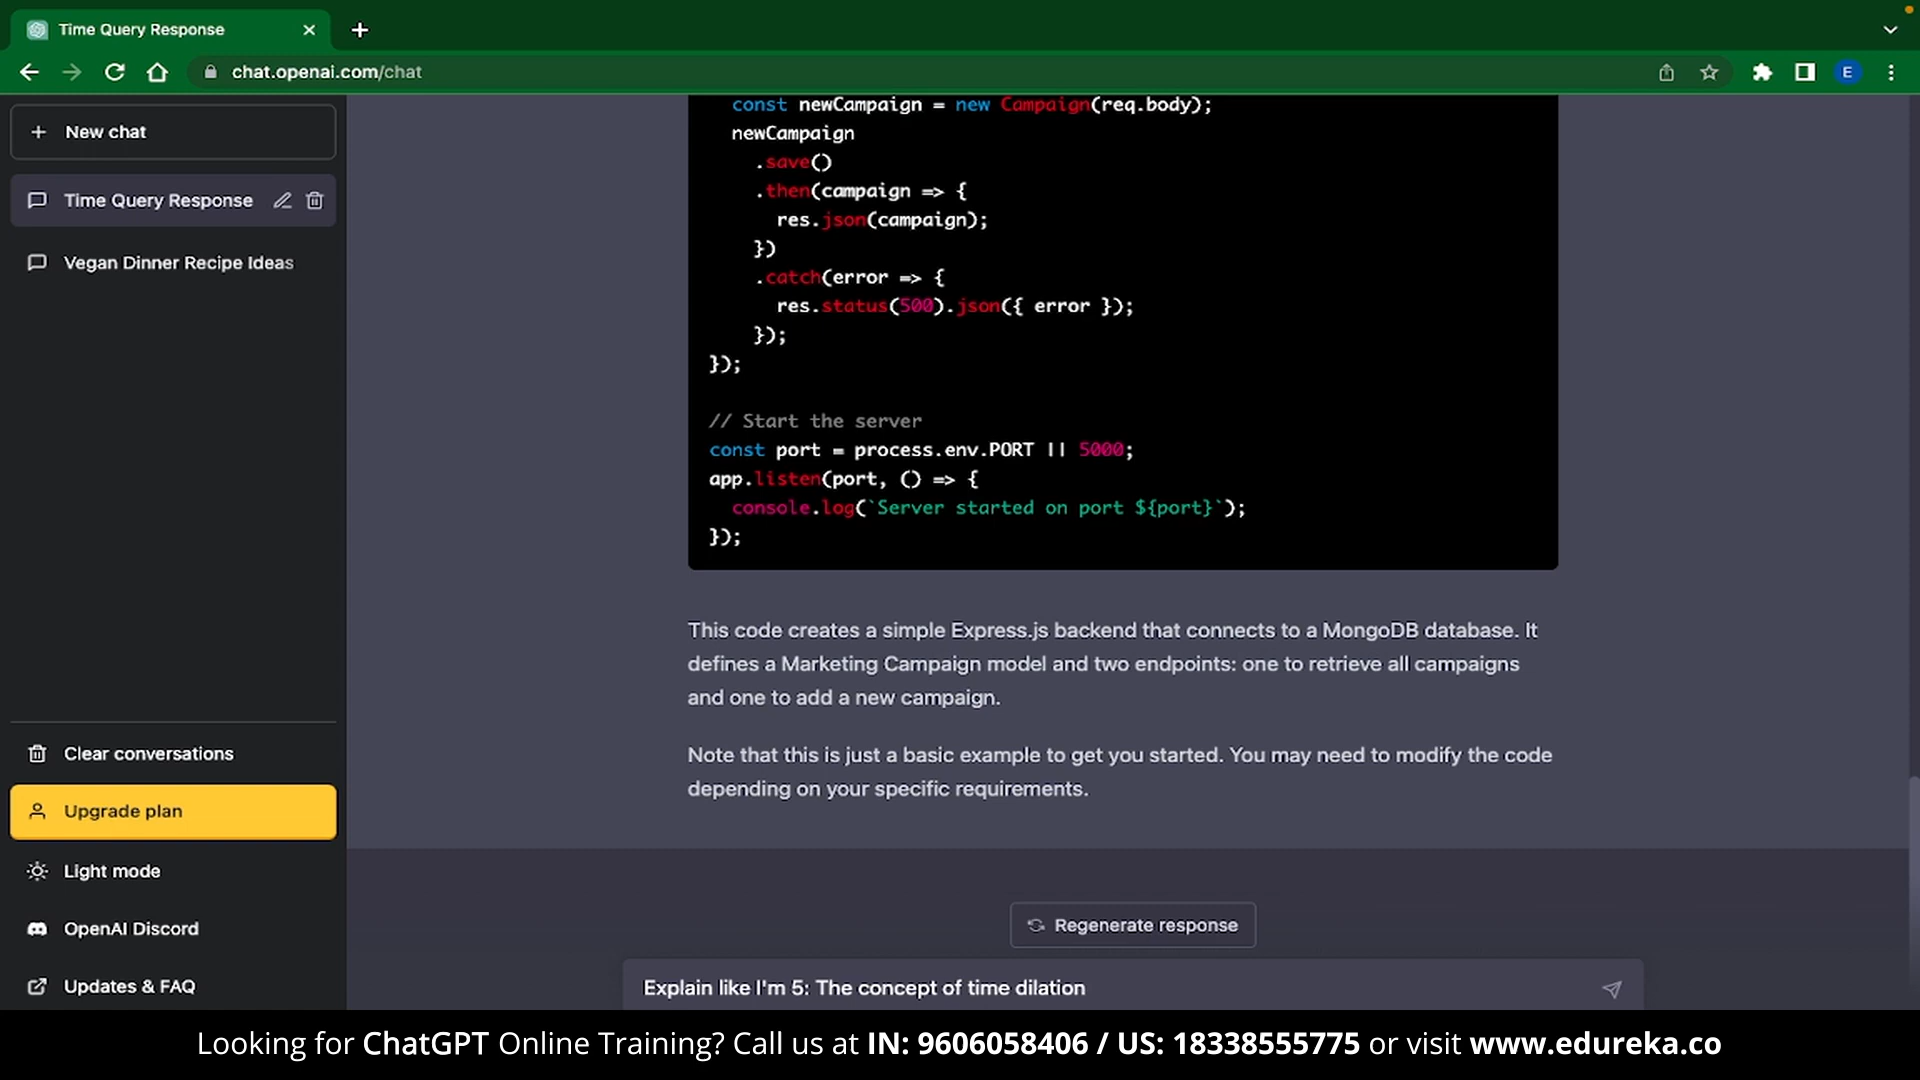 Time Query Response
chat.openai.com/chat
E
New chat
Time Query Response
Vegan Dinner Recipe Ideas
Clear conversations
Upgrade plan
Light mode
OpenAI Discord
Updates & FAQ
const newCampaign = new Campaign(req.body);
newCampaign
.save()
.then(campaign => {
res.json(campaign);
})
.catch(error => {
res.status(500).json({ error });
});
});
// Start the server
const port = process.env.PORT || 5000;
app.listen(port, () => {
console.log(`Server started on port ${port}`);
});
This code creates a simple Express.js backend that connects to a MongoDB database. It
defines a Marketing Campaign model and two endpoints: one to retrieve all campaigns
and one to add a new campaign.
Note that this is just a basic example to get you started. You may need to modify the code
depending on your specific requirements.
Regenerate response
Explain like I'm 5: The concept of time dilation
Looking for ChatGPT Online Training? Call us at IN: 9606058406 / US: 18338555775 or visit www.edureka.co